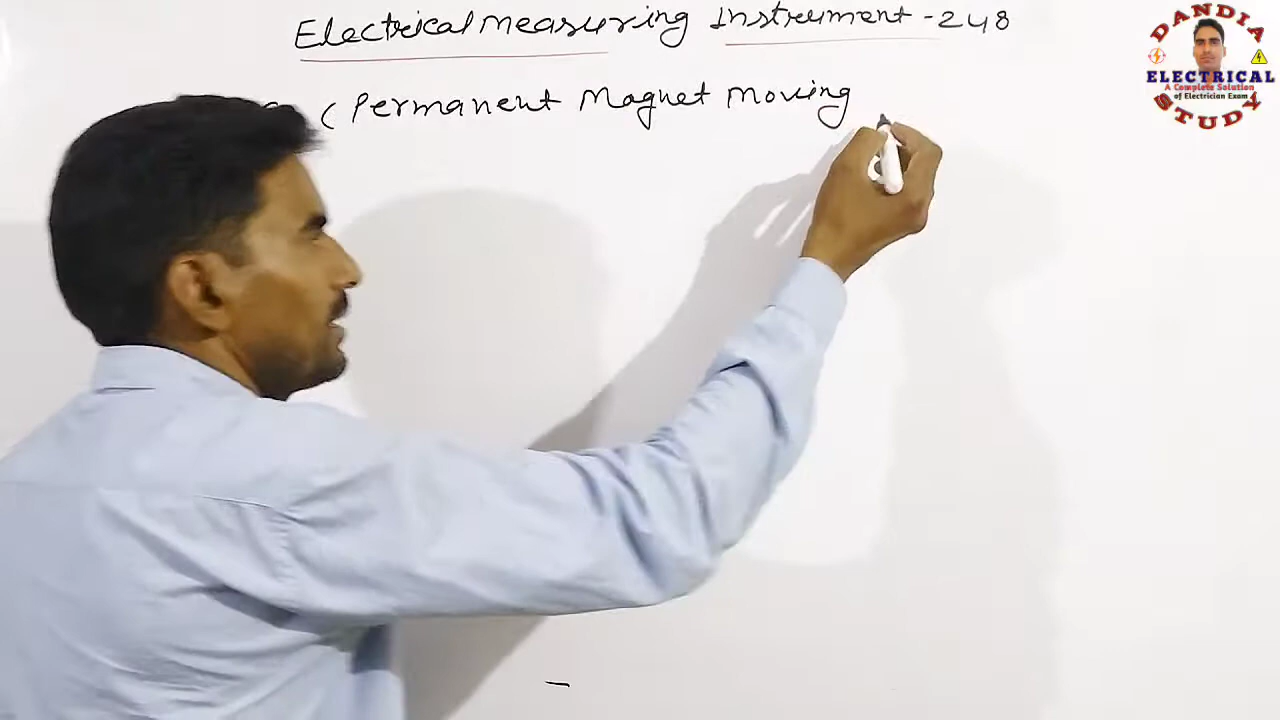 Electrical measuring Instrument - 248
( Permanent Magnet Moving
DANDIA
ELECTRICAL
A Complete Solution
of Electrician Exam
STUDY